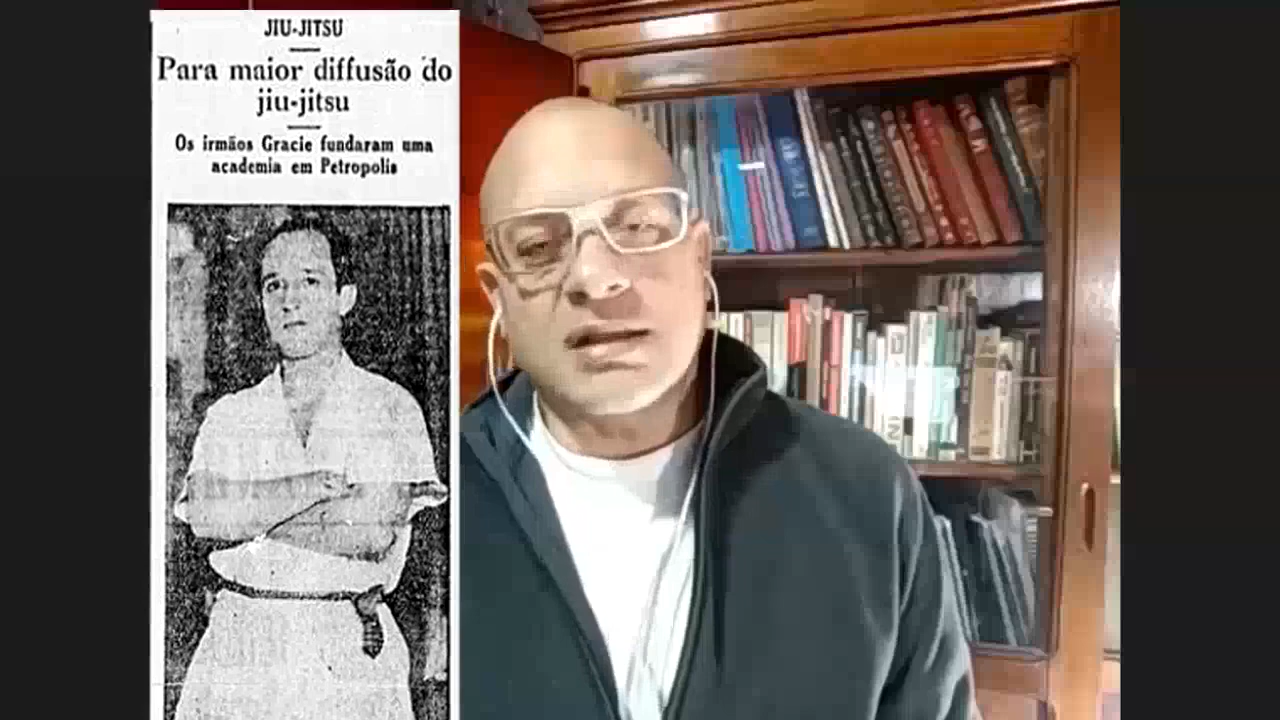 JIU-JITSU
Para maior diffusão do
jiu-jitsu
Os irmãos Gracie fundaram uma
academia em Petropolis